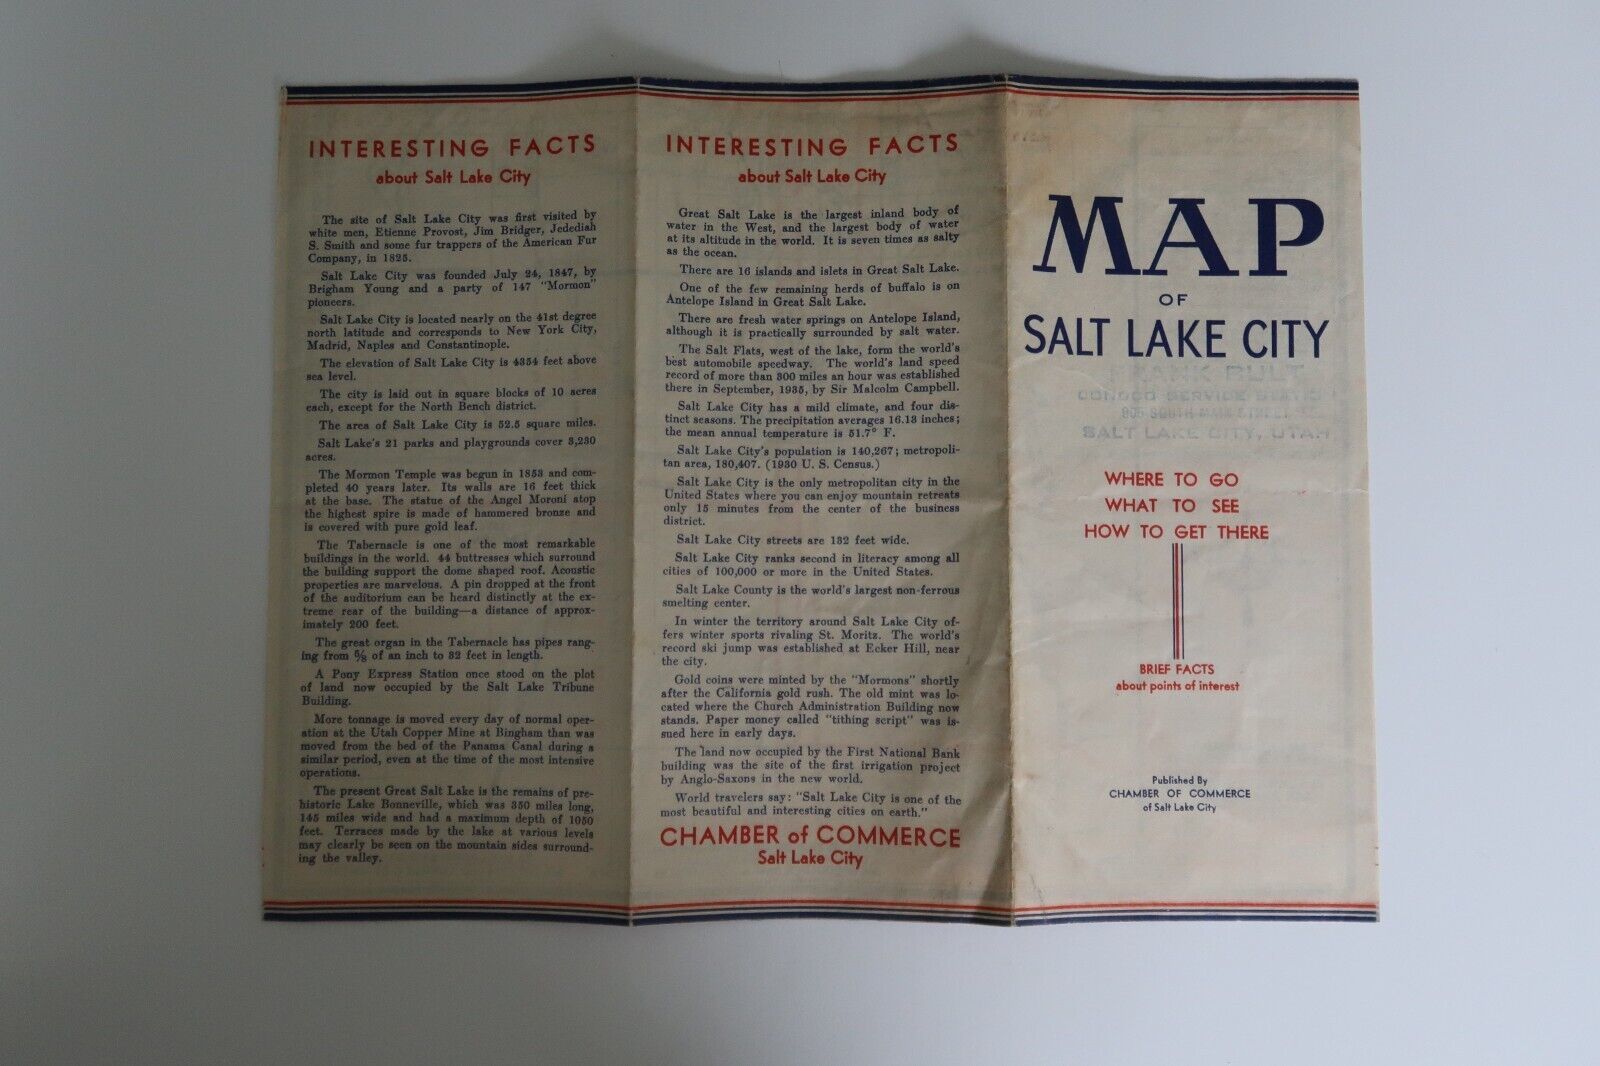 INTERESTING FACTS
about Salt Lake City
The site of Salt Lake City was first visited by
white men, Etienne Provost, Jim Bridger, Jedediah
S. Smith and some fur trappers of the American Fur
Company, in 1825.
Salt Lake City was founded July 24, 1847, by
Brigham Young and a party of 147 "Mormon"
pioneers.
Salt Lake City is located nearly on the 41st degree
north latitude and corresponds to New York City,
Madrid, Naples and Constantinople.
The elevation of Salt Lake City is 4354 feet above
sea level.
The city is laid out in square blocks of 10 acres
each, except for the North Bench district.
The area of Salt Lake City is 52.5 square miles.
Salt Lake's 21 parks and playgrounds cover 3,230
acres.
The Mormon Temple was begun in 1853 and com-
pleted 40 years later. Its walls are 16 feet thick
at the base. The statue of the Angel Moroni atop
the highest spire is made of hammered bronze and
is covered with pure gold leaf.
The Tabernacle is one of the most remarkable
buildings in the world. 44 buttresses which surround
the building support the dome shaped roof. Acoustic
properties are marvelous. A pin dropped at the front
of the auditorium can be heard distinctly at the ex-
treme rear of the building—a distance of approx-
imately 200 feet.
The great organ in the Tabernacle has pipes rang-
ing from of an inch to 32 feet in length.
A Pony Express Station once stood on the plot
of land now occupied by the Salt Lake Tribune
Building.
More tonnage is moved every day of normal oper-
ation at the Utah Copper Mine at Bingham than was
moved from the bed of the Panama Canal during a
similar period, even at the time of the most intensive
operations.
The present Great Salt Lake is the remains of pre-
historic Lake Bonneville, which was 350 miles long,
145 miles wide and had a maximum depth of 1050
feet. Terraces made by the lake at various levels
may clearly be seen on the mountain sides surround-
ing the valley.
INTERESTING FACTS
about Salt Lake City
Great Salt Lake is the largest inland body of
water in the West, and the largest body of water
at its altitude in the world. It is seven times as salty
as the ocean.
There are 16 islands and islets in Great Salt Lake.
One of the few remaining herds of buffalo is on
Antelope Island in Great Salt Lake.
There are fresh water springs on Antelope Island,
although it is practically surrounded by salt water.
The Salt Flats, west of the lake, form the world's
best automobile speedway. The world's land speed
record of more than 300 miles an hour was established
there in September, 1935, by Sir Malcolm Campbell.
Salt Lake City has a mild climate, and four dis-
tinct seasons. The precipitation averages 16.13 inches;
the mean annual temperature is 51.7° F.
Salt Lake City's population is 140,267; metropoli-
tan area, 180,407. (1930 U. S. Census.)
Salt Lake City is the only metropolitan city in the
United States where you can enjoy mountain retreats
only 15 minutes from the center of the business
district.
Salt Lake City streets are 132 feet wide.
Salt Lake City ranks second in literacy among all
cities of 100,000 or more in the United States.
Salt Lake County is the world's largest non-ferrous
smelting center.
In winter the territory around Salt Lake City of-
fers winter sports rivaling St. Moritz. The world's
record ski jump was established at Ecker Hill, near
the city.
Gold coins were minted by the "Mormons" shortly
after the California gold rush. The old mint was lo-
cated where the Church Administration Building now
stands. Paper money called "tithing script" was is-
sued here in early days.
The land now occupied by the First National Bank
building was the site of the first irrigation project
by Anglo-Saxons in the new world.
World travelers say: "Salt Lake City is one of the
most beautiful and interesting cities on earth."
CHAMBER of COMMERCE
Salt Lake City
MAP
OF
SALT LAKE CITY
CONOCO SERVICE
SOUTH MAIN STREET
SALT LAKE CITY, UTAH
WHERE TO GO
WHAT TO SEE
HOW TO GET THERE
BRIEF FACTS
about points of interest
Published By
CHAMBER OF COMMERCE
of Salt Lake City